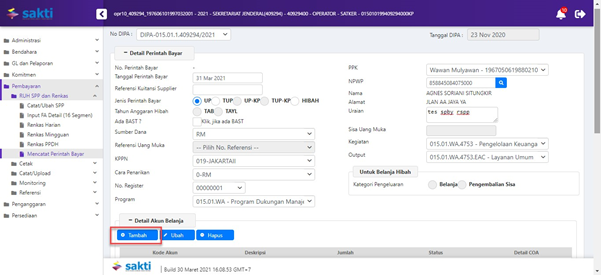 sakti
opr10_409294_197606101997032001 - 2021 - SEKRETARIAT JENDERAL(409294) - 40929400 - OPERATOR - SATKER - 015010199409294000KP
10
Administrasi
Bendahara
GL dan Pelaporan
Komitmen
Pembayaran
RUH SPP dan Renkas
Catat/Ubah SPP
Input FA Detail (16 Segmen)
Renkas Harian
Renkas Mingguan
Renkas PPDH
Mencatat Perintah Bayar
Cetak
Catat/Upload
Monitoring
Referensi
Penganggaran
Persediaan
No DIPA : DIPA-015.01.1.409294/2021
Tanggal DIPA : 23 Nov 2020
Detail Perintah Bayar
No. Perintah Bayar -
Tanggal Perintah Bayar 31 Mar 2021
Referensi Kuitansi Supplier
Jenis Perintah Bayar UP TUP UP-KP TUP-KP HIBAH
Tahun Anggaran Hibah TAB TAYL
Ada BAST ? Klik, jika ada BAST
Sumber Dana RM
Referensi Uang Muka -- Pilih No. Referensi --
KPPN 019-JAKARTAII
Cara Penarikan 0-RM
No. Register 00000001
Program 015.01.WA - Program Dukungan Manaje
PPK Wawan Mulyawan - 1967050619880210
NPWP 858845084075000
Nama AGNES SORIANI SITUNGKIR
Alamat JLAN AA JAYA YA
Uraian tes spby rspp
Sisa Uang Muka
Kegiatan 015.01.WA.4753 - Pengelolaan Keuanga
Output 015.01.WA.4753.EAC - Layanan Umum
Untuk Belanja Hibah
Kategori Pengeluaran Belanja Pengembalian Sisa
Detail Akun Belanja
Tambah Ubah Hapus
Kode Akun Deskripsi Jumlah Status Detail COA
sakti Build 30 Maret 2021 16:08.53 GMT+7